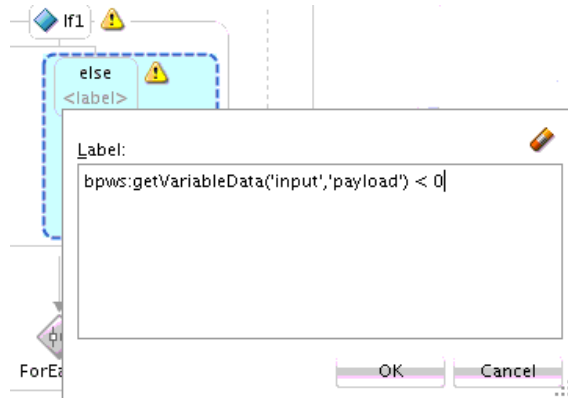 If1
else
<label>
Label:
bpws:getVariableData('input','payload') < 0
OK Cancel
ForEa